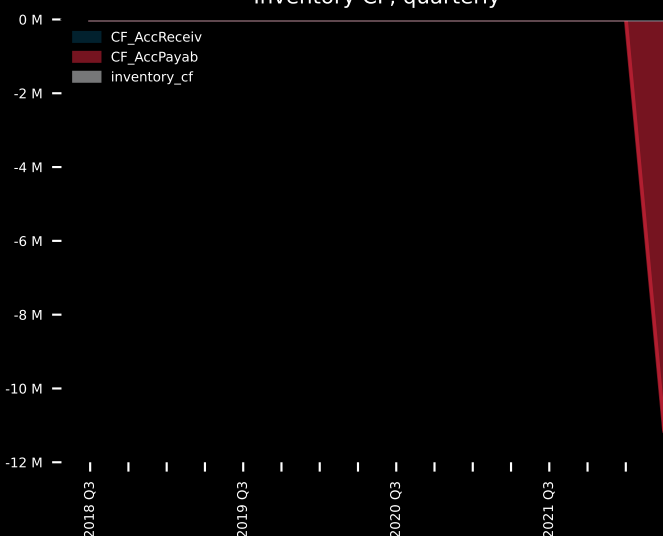 inventory CF, quarterly
0 M
CF_AccReceiv
CF_AccPayab
inventory_cf
-2 M
-4 M
-6 M
-8 M
-10 M
-12 M
2018 Q3
2019 Q3
2020 Q3
2021 Q3